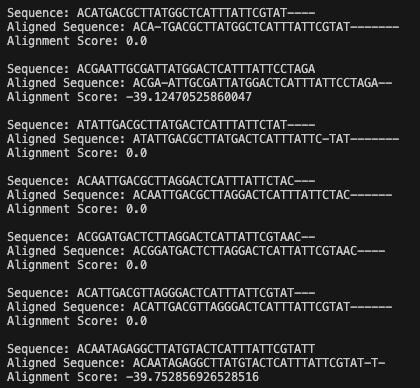 Sequence: ACATGACGCTTATGGCTCATTTATTCGTAT----
Aligned Sequence: ACA-TGACGCTTATGGCTCATTTATTCGTAT-------
Alignment Score: 0.0
Sequence: ACGAATTGCGATTATGGACTCATTTATTCCTAGA
Aligned Sequence: ACGA-ATTGCGATTATGGACTCATTTATTCCTAGA--
Alignment Score: -39.12470525860047
Sequence: ATATTGACGCTTATGACTCATTTATTCTAT----
Aligned Sequence: ATATTGACGCTTATGACTCATTTATTC-TAT-------
Alignment Score: 0.0
Sequence: ACAATTGACGCTTAGGACTCATTTATTCTAC---
Aligned Sequence: ACAATTGACGCTTAGGACTCATTTATTCTAC------
Alignment Score: 0.0
Sequence: ACGGATGACTCTTAGGACTCATTATTCGTAAC--
Aligned Sequence: ACGGATGACTCTTAGGACTCATTATTCGTAAC----
Alignment Score: 0.0
Sequence: ACATTGACGTTAGGGACTCATTTATTCGTAT---
Aligned Sequence: ACATTGACGTTAGGGACTCATTTATTCGTAT------
Alignment Score: 0.0
Sequence: ACAATAGAGGCTTATGTACTCATTTATTCGTATT
Aligned Sequence: ACAATAGAGGCTTATGTACTCATTTATTCGTAT-T-
Alignment Score: -39.752856926528516